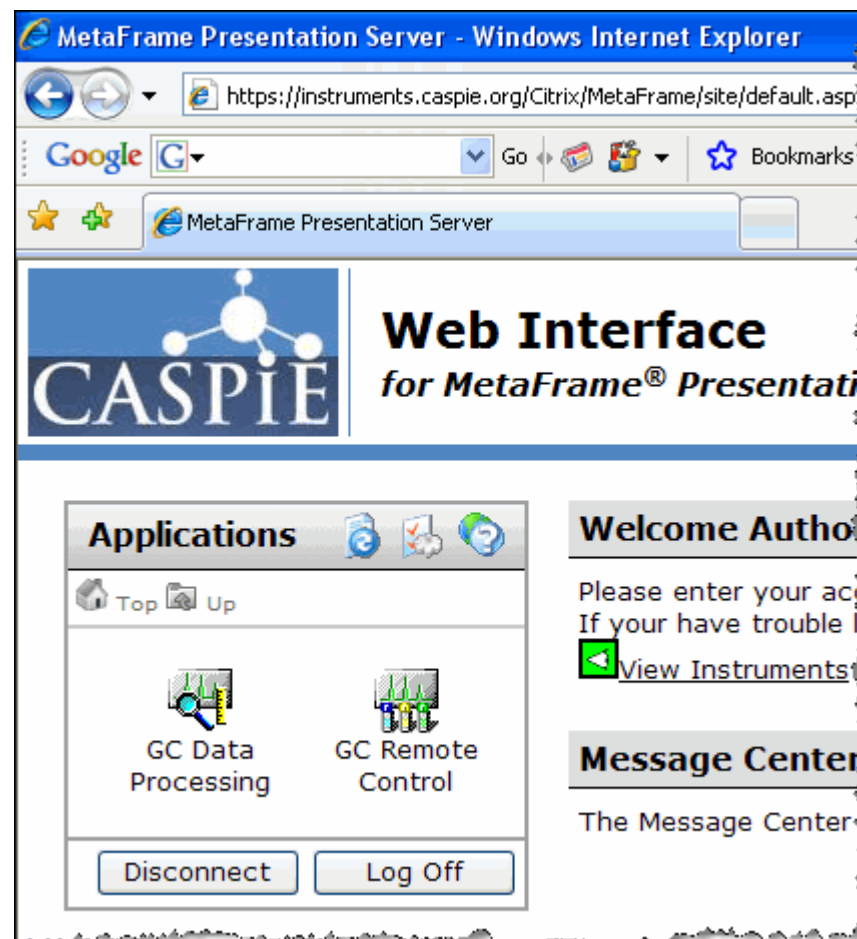 MetaFrame Presentation Server - Windows Internet Explorer
https://instruments.caspie.org/Citrix/MetaFrame/site/default.asp
Google G Go Bookmarks
MetaFrame Presentation Server
CASPiE
Web Interface
for MetaFrame® Presentati
Applications
Top Up
GC Data Processing
GC Remote Control
Disconnect Log Off
Welcome Autho
Please enter your ac
If your have trouble
View Instruments
Message Center
The Message Center